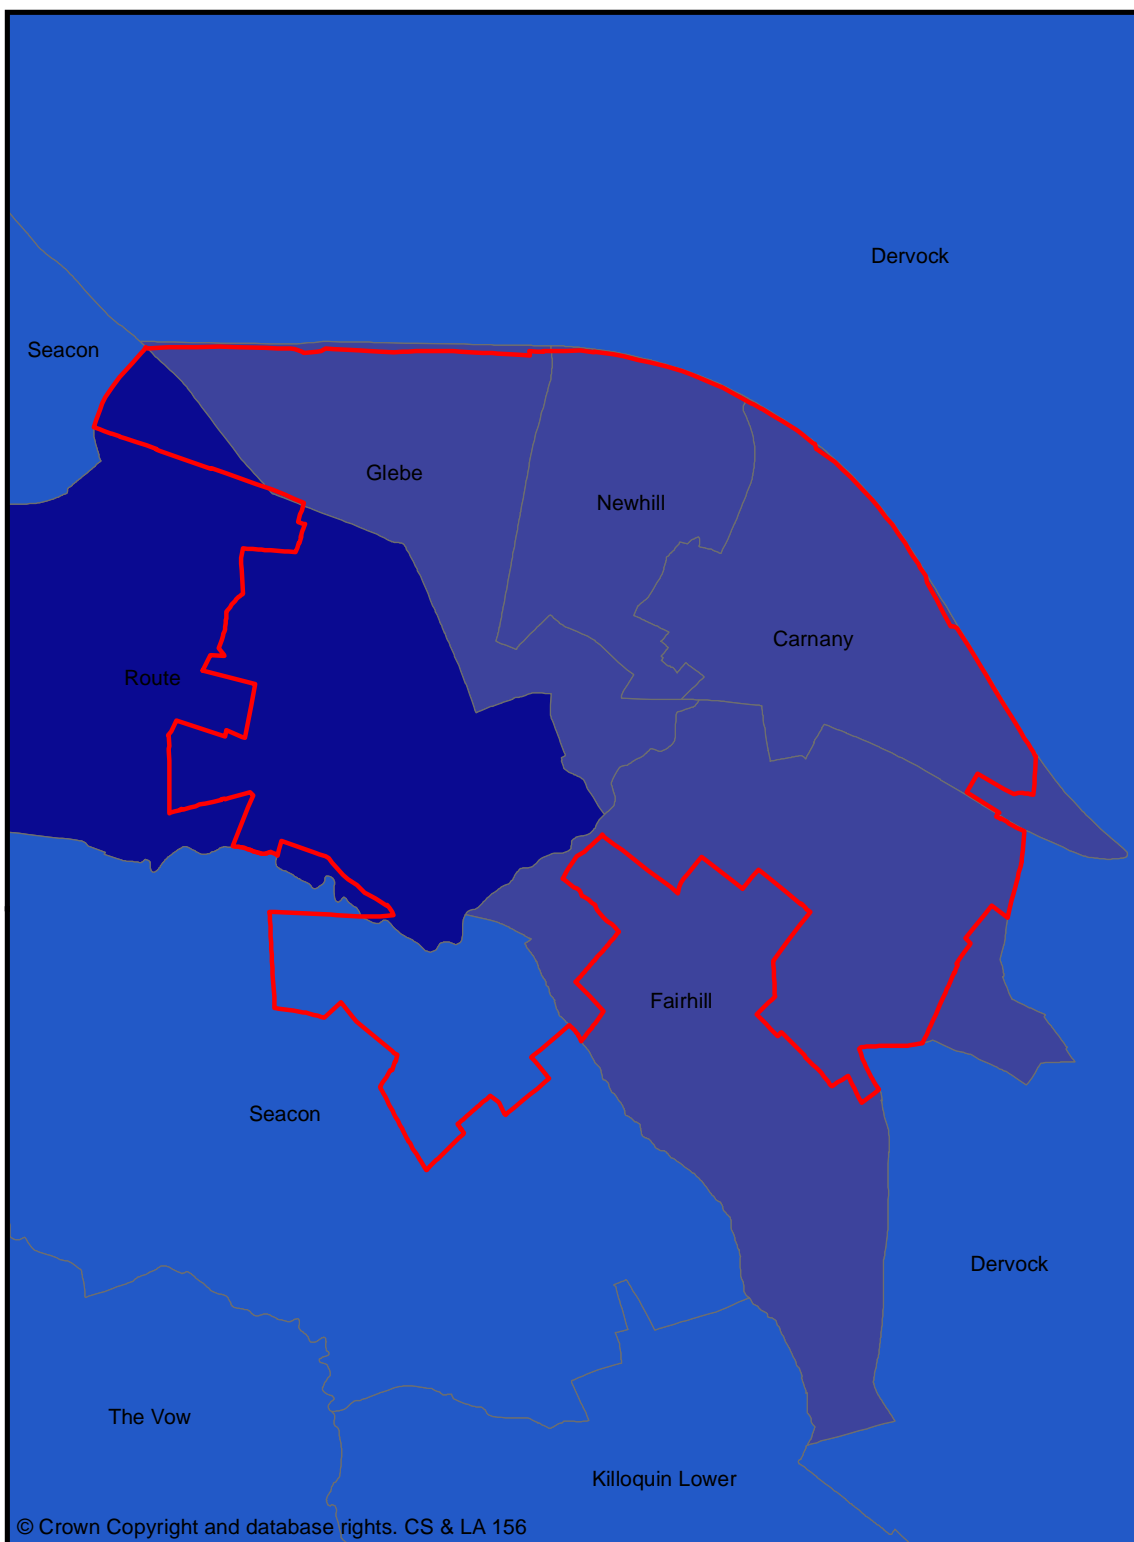 Dervock
Seacon
Glebe
Newhill
Carnany
Route
Fairhill
Seacon
Dervock
The Vow
Killoquin Lower
© Crown Copyright and database rights. CS & LA 156